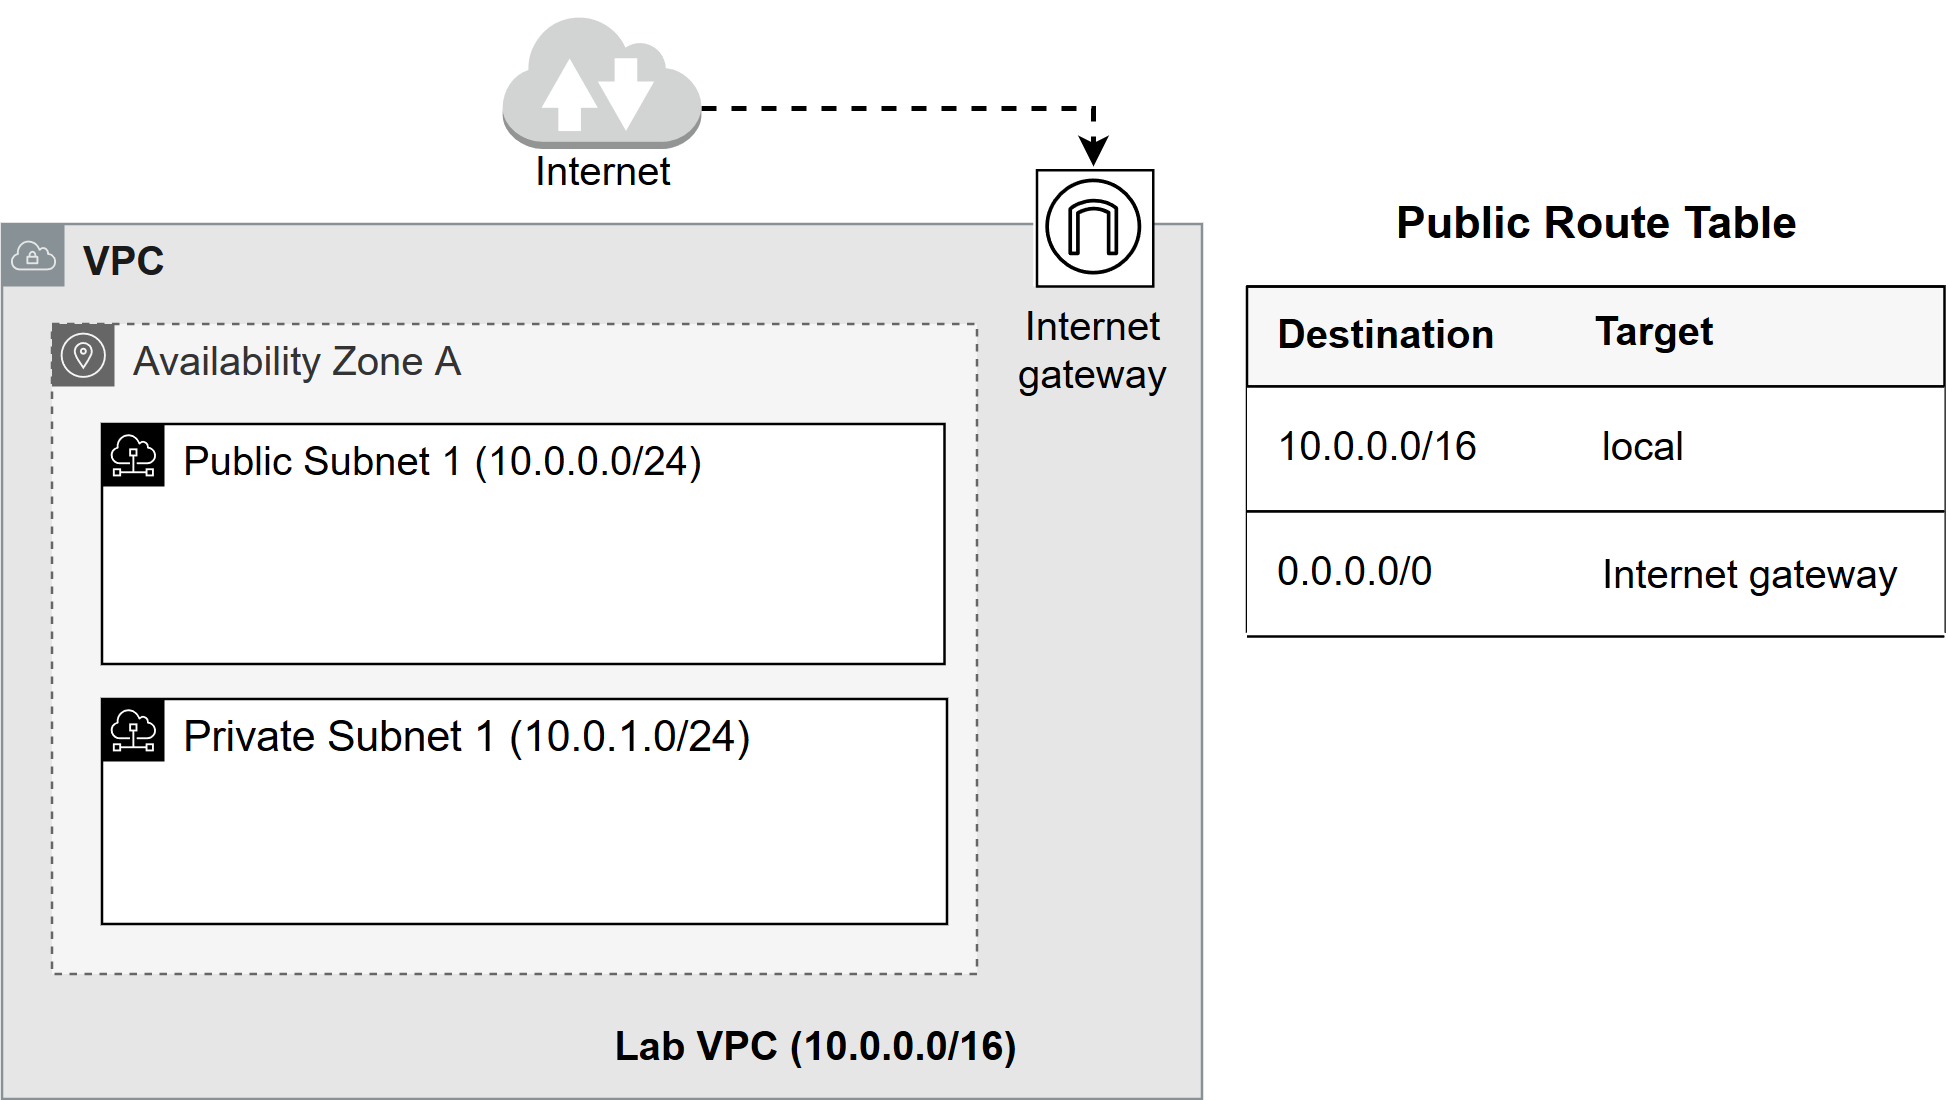 Internet
VPC
Internet
gateway
Availability Zone A
Public Subnet 1 (10.0.0.0/24)
Private Subnet 1 (10.0.1.0/24)
Lab VPC (10.0.0.0/16)
Public Route Table
Destination Target
10.0.0.0/16 local
0.0.0.0/0 Internet gateway